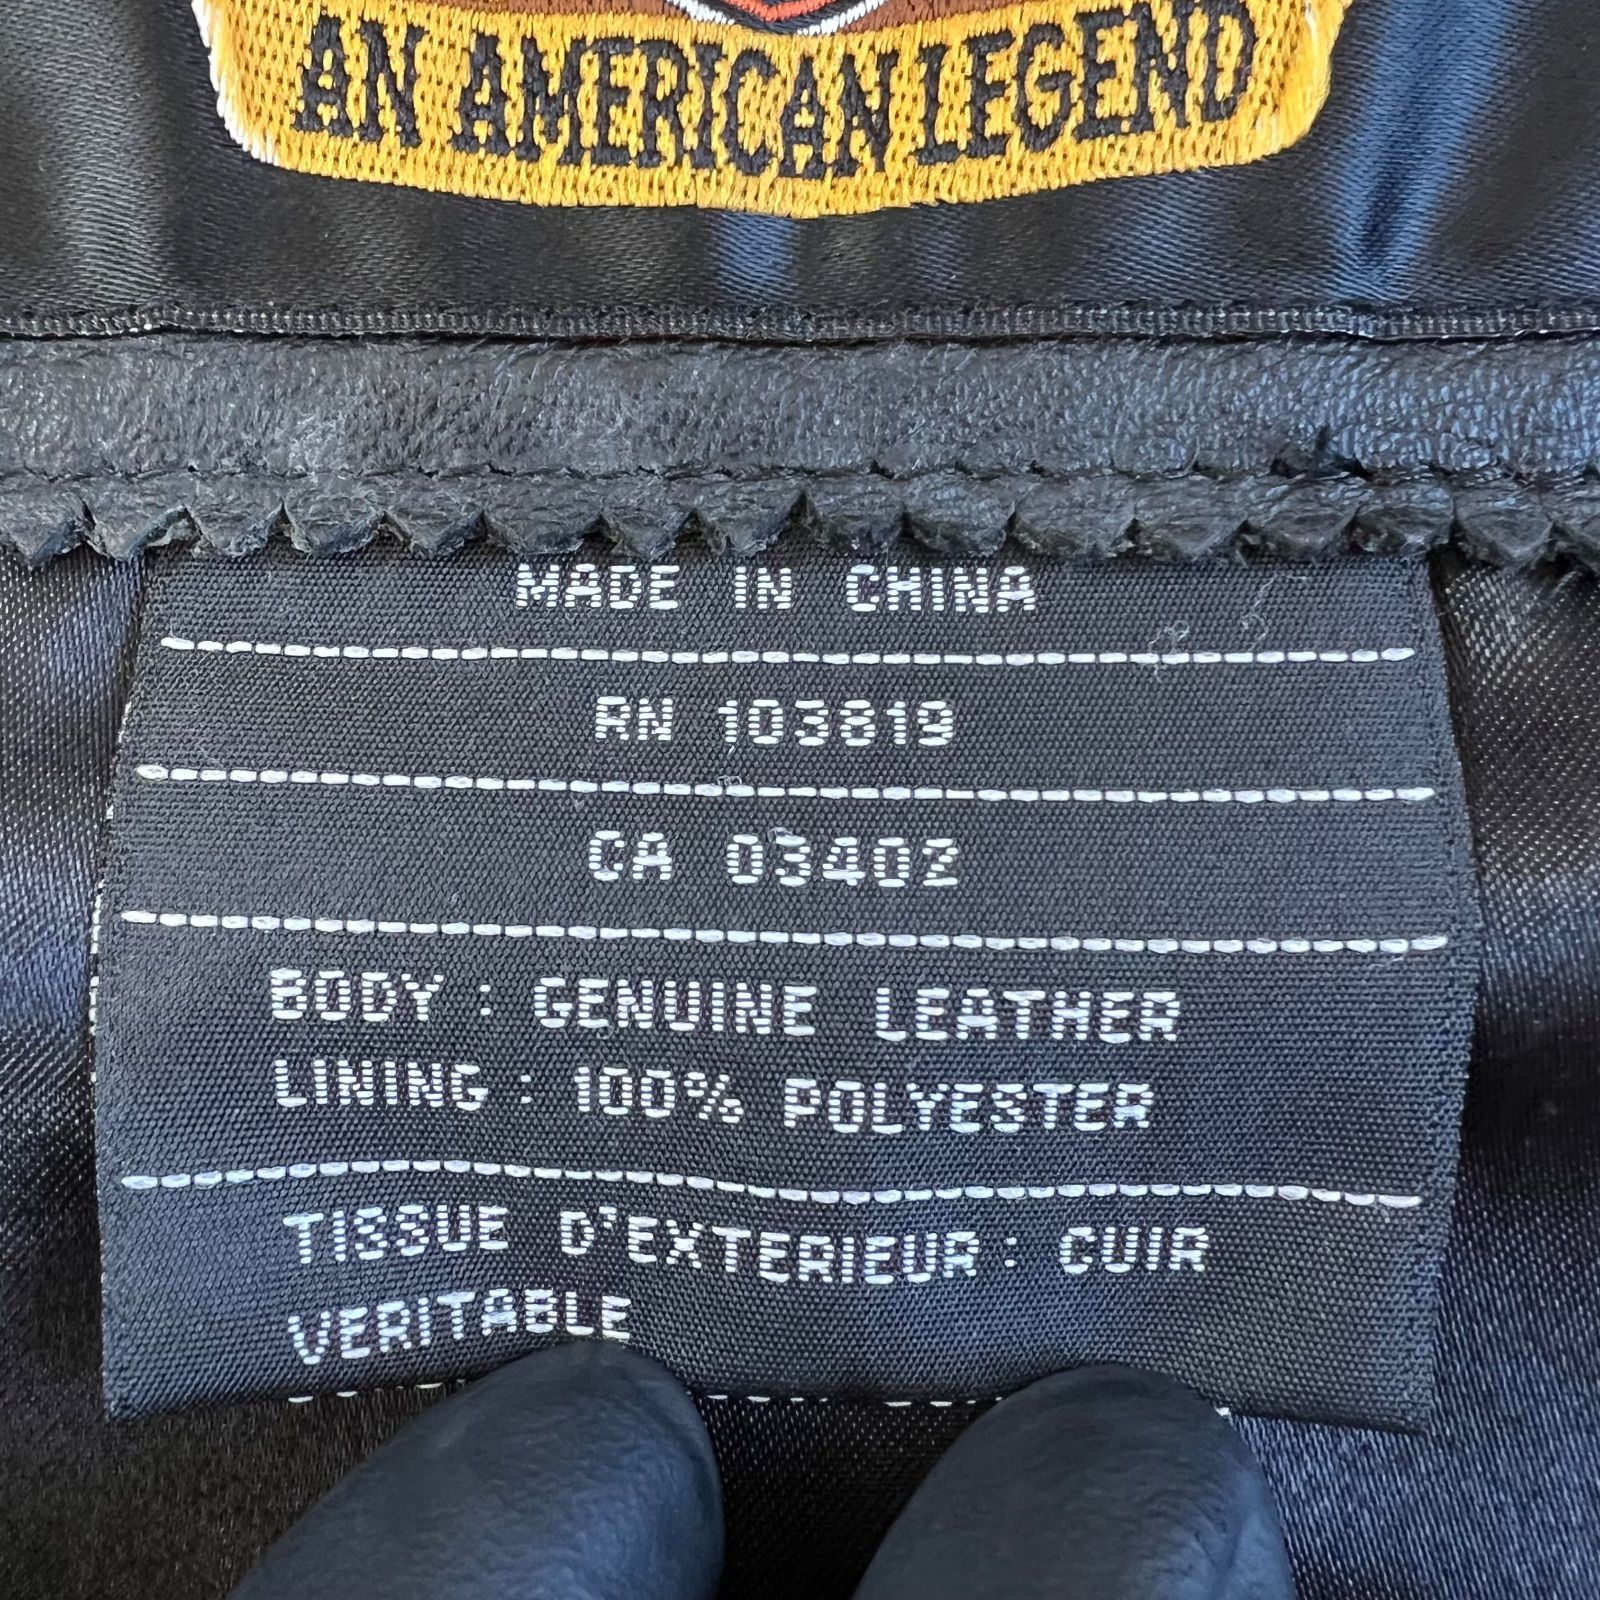 AN AMERICAN LEGEND
MADE IN CHINA
RN 103819
CA 03402
BODY : GENUINE LEATHER
LINING : 100% POLYESTER
TISSUE D'EXTERIEUR : CUIR
VERITABLE